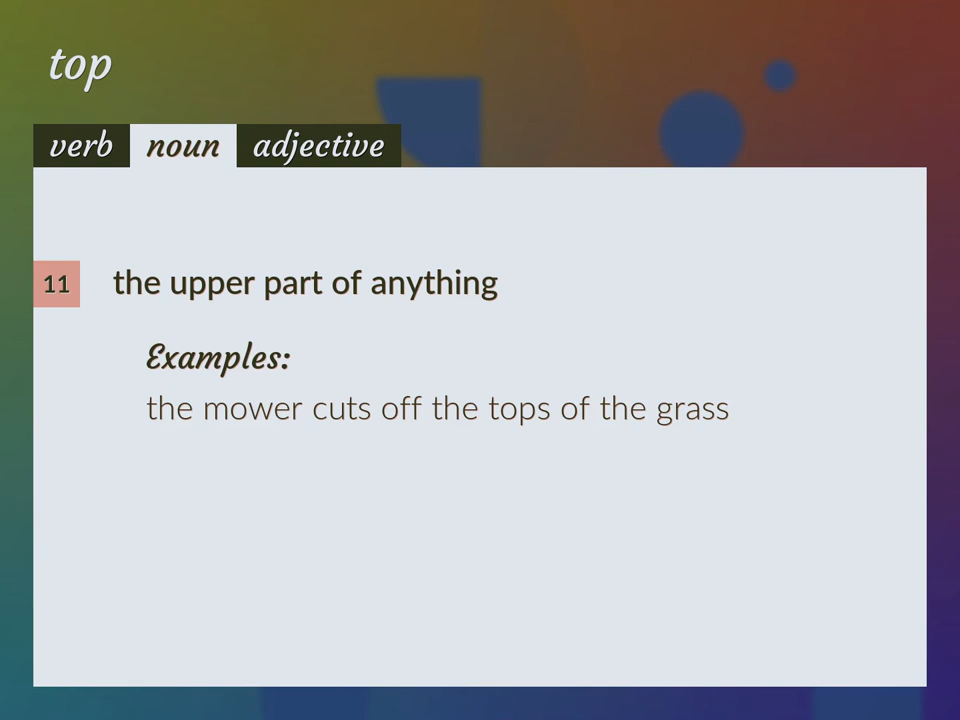 top
verb noun adjective
11 the upper part of anything
Examples:
the mower cuts off the tops of the grass